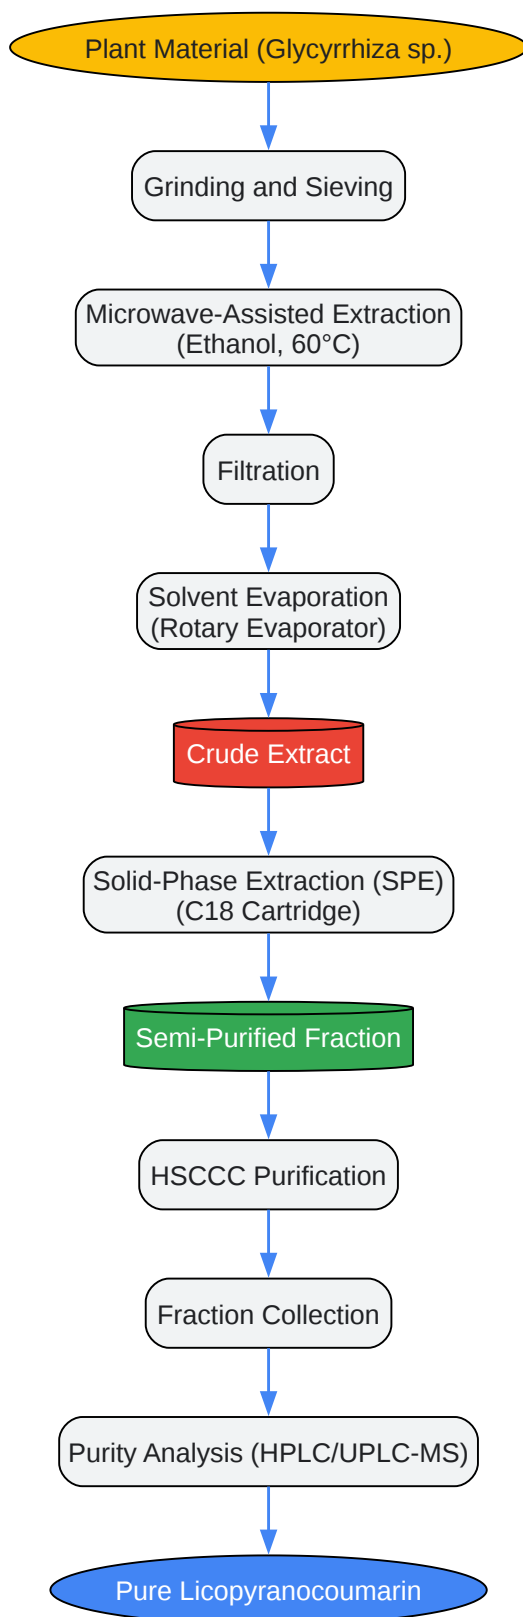 Plant Material (Glycyrrhiza sp.)
Grinding and Sieving
Microwave-Assisted Extraction
(Ethanol, 60°C)
Filtration
Solvent Evaporation
(Rotary Evaporator)
Crude Extract
Solid-Phase Extraction (SPE)
(C18 Cartridge)
Semi-Purified Fraction
HSCCC Purification
Fraction Collection
Purity Analysis (HPLC/UPLC-MS)
Pure Licopyranocoumarin